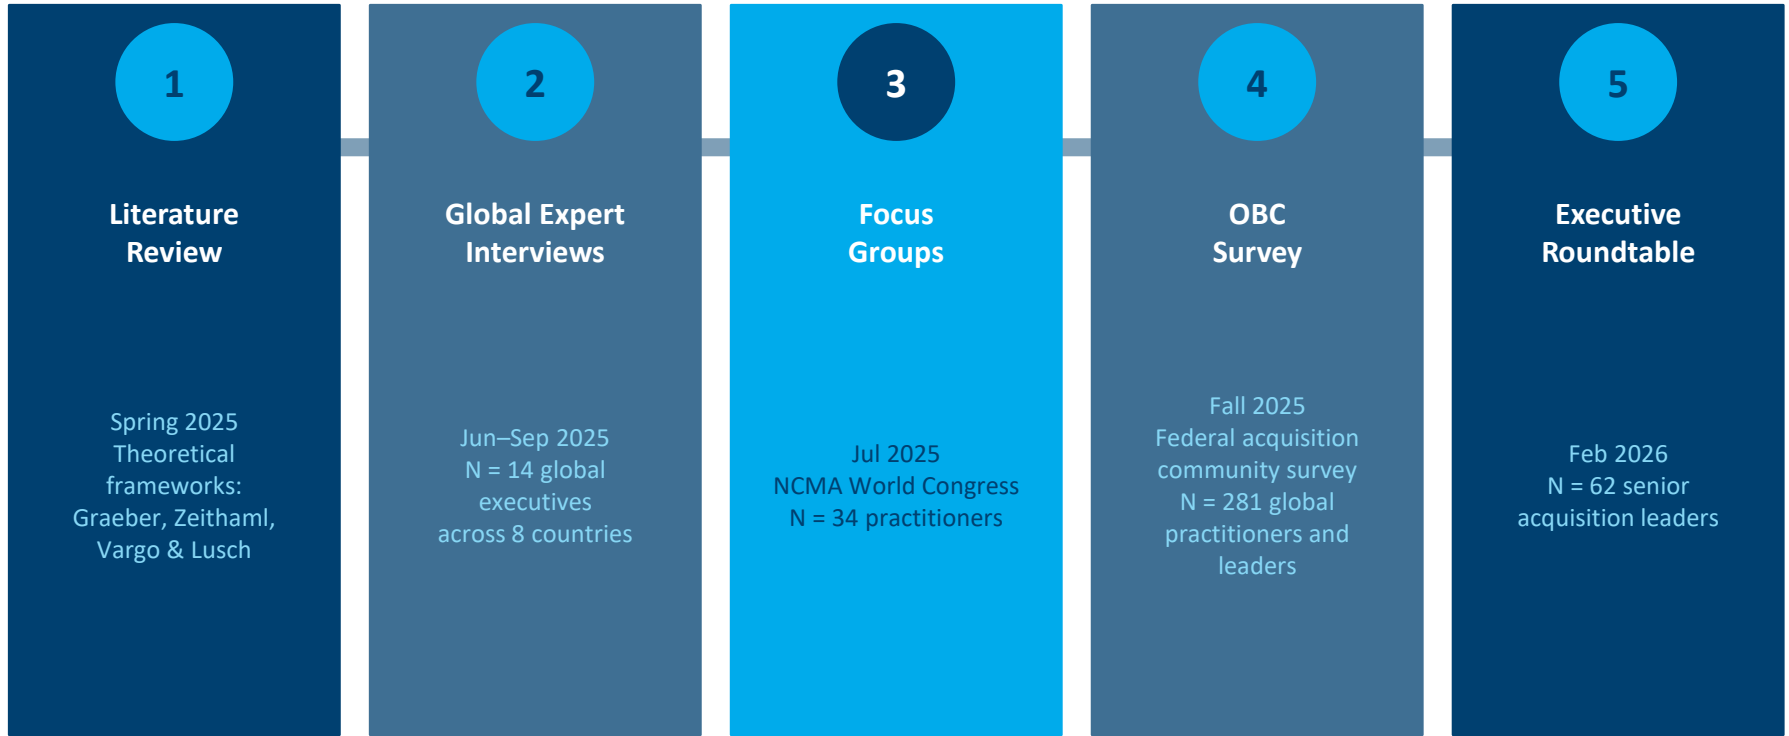 1
Literature
Review
Spring 2025
Theoretical
frameworks:
Graeber, Zeithaml,
Vargo & Lusch
2
Global Expert
Interviews
Jun–Sep 2025
N = 14 global
executives
across 8 countries
3
Focus
Groups
Jul 2025
NCMA World Congress
N = 34 practitioners
4
OBC
Survey
Fall 2025
Federal acquisition
community survey
N = 281 global
practitioners and
leaders
5
Executive
Roundtable
Feb 2026
N = 62 senior
acquisition leaders